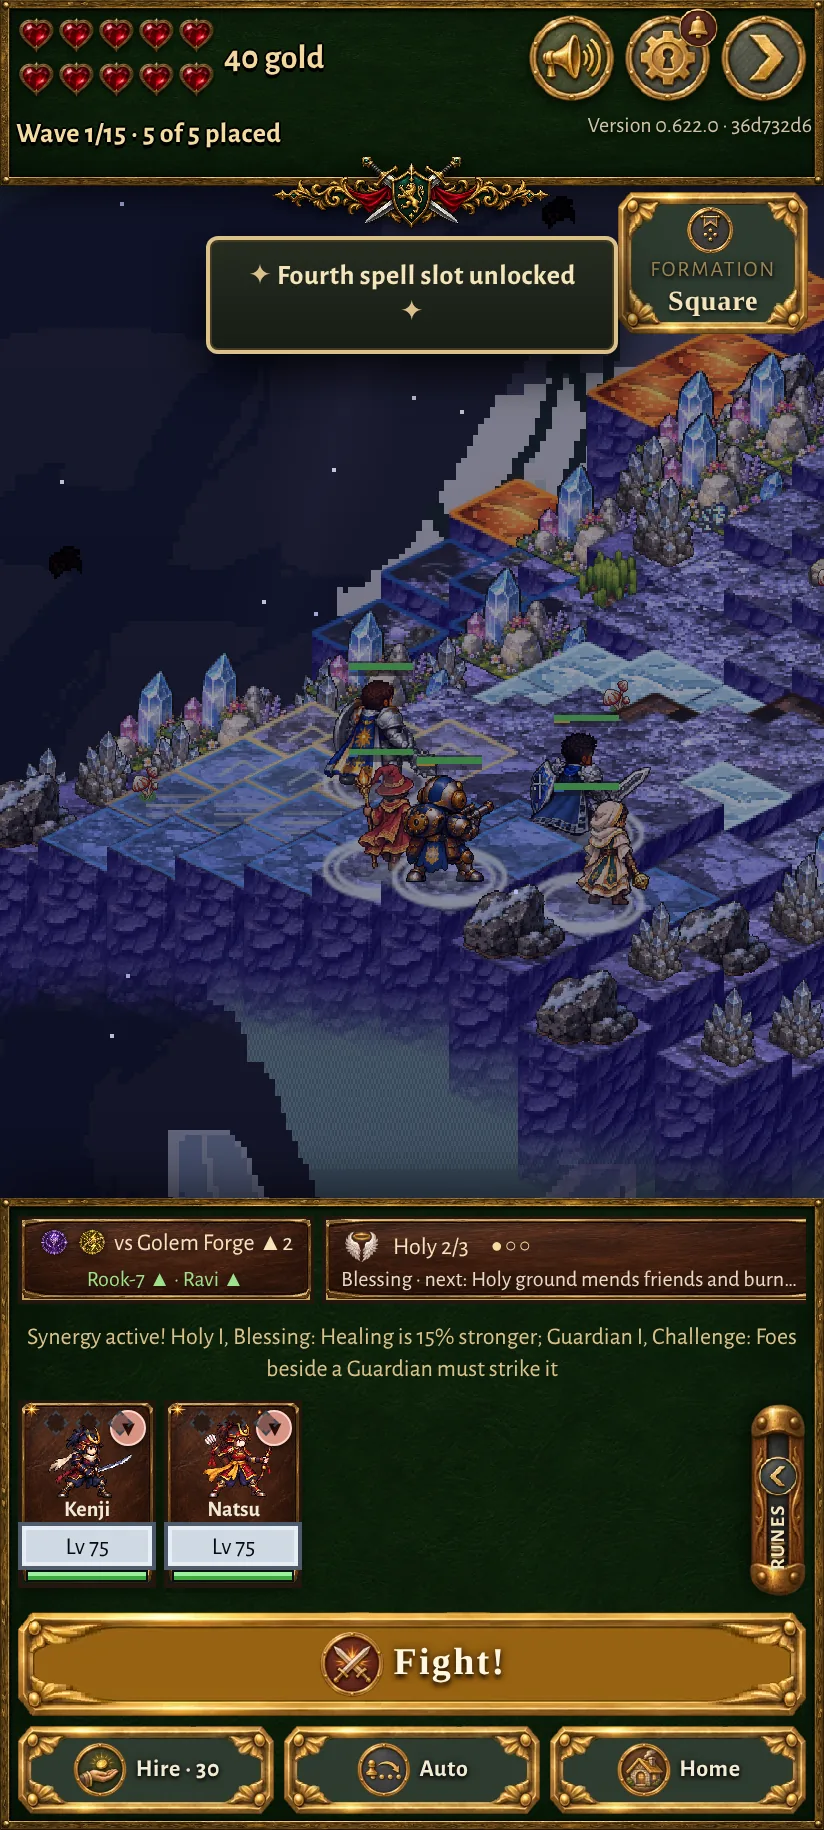 40 gold
Wave 1/15 · 5 of 5 placed
Version 0.622.0 · 36d732d6
✦ Fourth spell slot unlocked
✦
FORMATION
Square
vs Golem Forge ▲2
Rook-7 ▲ · Ravi ▲
Holy 2/3 ●○○
Blessing · next: Holy ground mends friends and burn...
Synergy active! Holy I, Blessing: Healing is 15% stronger; Guardian I, Challenge: Foes
beside a Guardian must strike it
Kenji
Lv 75
Natsu
Lv 75
RUNES
Fight!
Hire · 30
Auto
Home